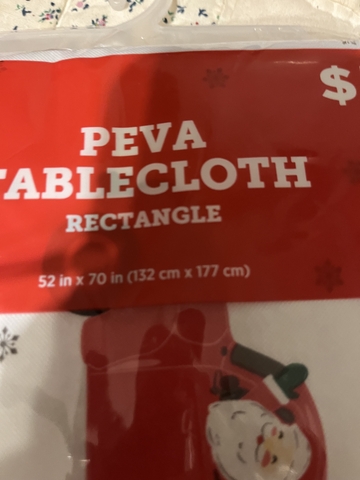 $
PEVA
TABLECLOTH
RECTANGLE
52 in x 70 in (132 cm x 177 cm)